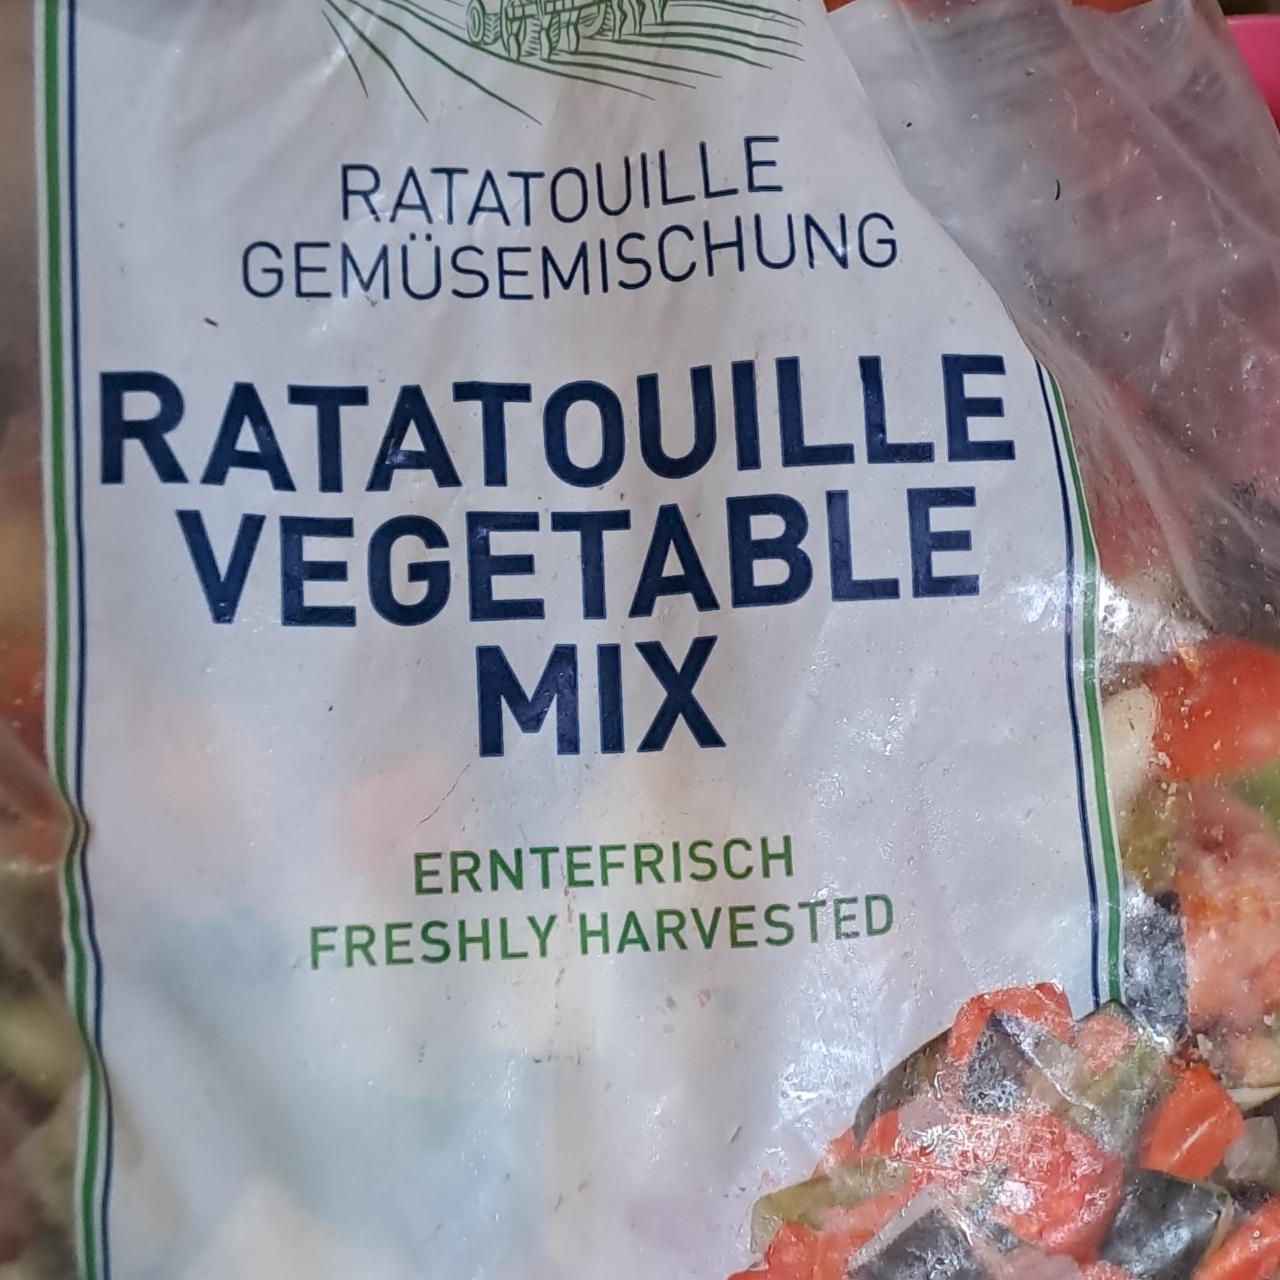 RATATOUILLE
GEMÜSEMISCHUNG
RATATOUILLE
VEGETABLE
MIX
ERNTEFRISCH
FRESHLY HARVESTED